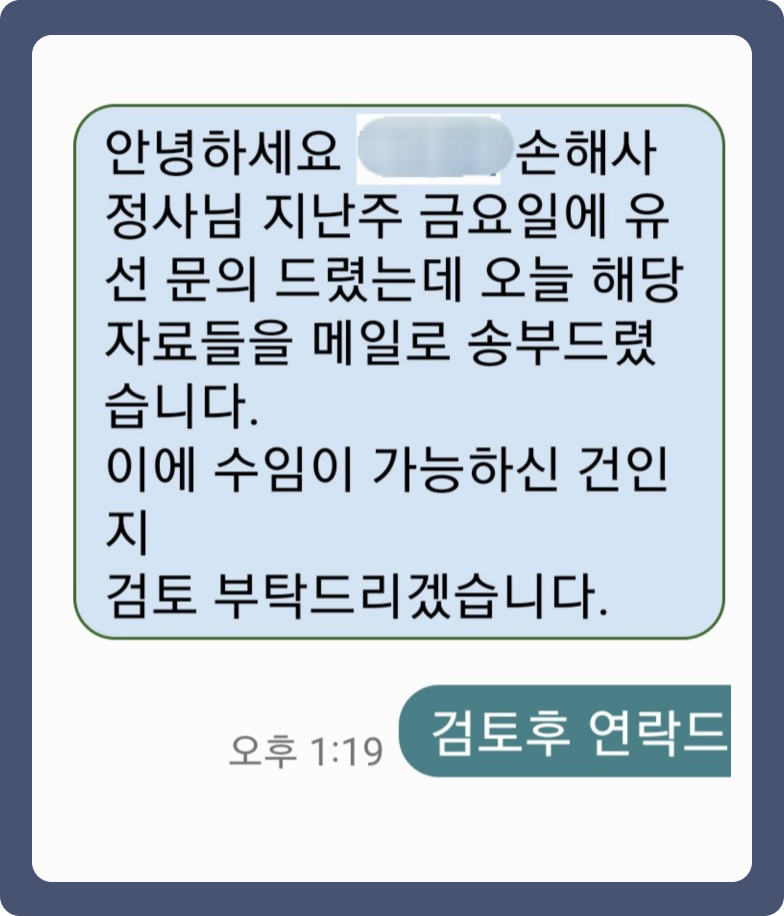 안녕하세요 손해사
정사님 지난주 금요일에 유
선 문의 드렸는데 오늘 해당
자료들을 메일로 송부드렸
습니다.
이에 수임이 가능하신 건인
지
검토 부탁드리겠습니다.
검토후 연락드
오후 1:19